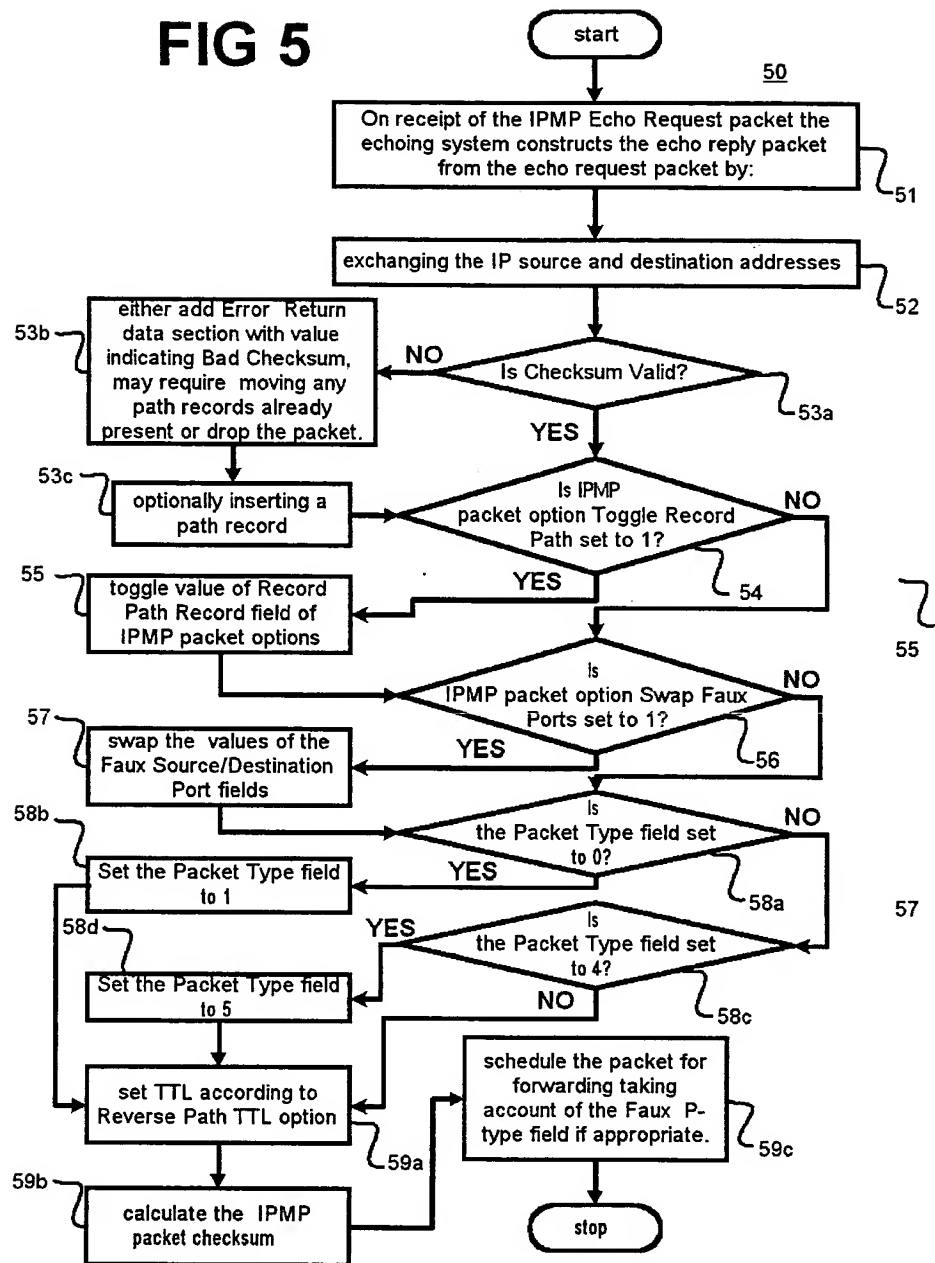 FIG 5
start
50
On receipt of the IPMP Echo Request packet the
echoing system constructs the echo reply packet
from the echo request packet by:
51
exchanging the IP source and destination addresses
52
53b
either add Error Return
data section with value
indicating Bad Checksum,
may require moving any
path records already
present or drop the packet.
NO
Is Checksum Valid?
53a
YES
53c
optionally inserting a
path record
Is IPMP
packet option Toggle Record
Path set to 1?
NO
54
YES
55
toggle value of Record
Path Record field of
IPMP packet options
55
Is
IPMP packet option Swap Faux
Ports set to 1?
NO
56
YES
57
swap the values of the
Faux Source/Destination
Port fields
Is
the Packet Type field set
to 0?
NO
58a
YES
58b
Set the Packet Type field
to 1
57
Is
the Packet Type field set
to 4?
YES
58c
NO
58d
Set the Packet Type field
to 5
set TTL according to
Reverse Path TTL option
59a
59b
calculate the IPMP
packet checksum
schedule the packet for
forwarding taking
account of the Faux P-
type field if appropriate.
59c
stop